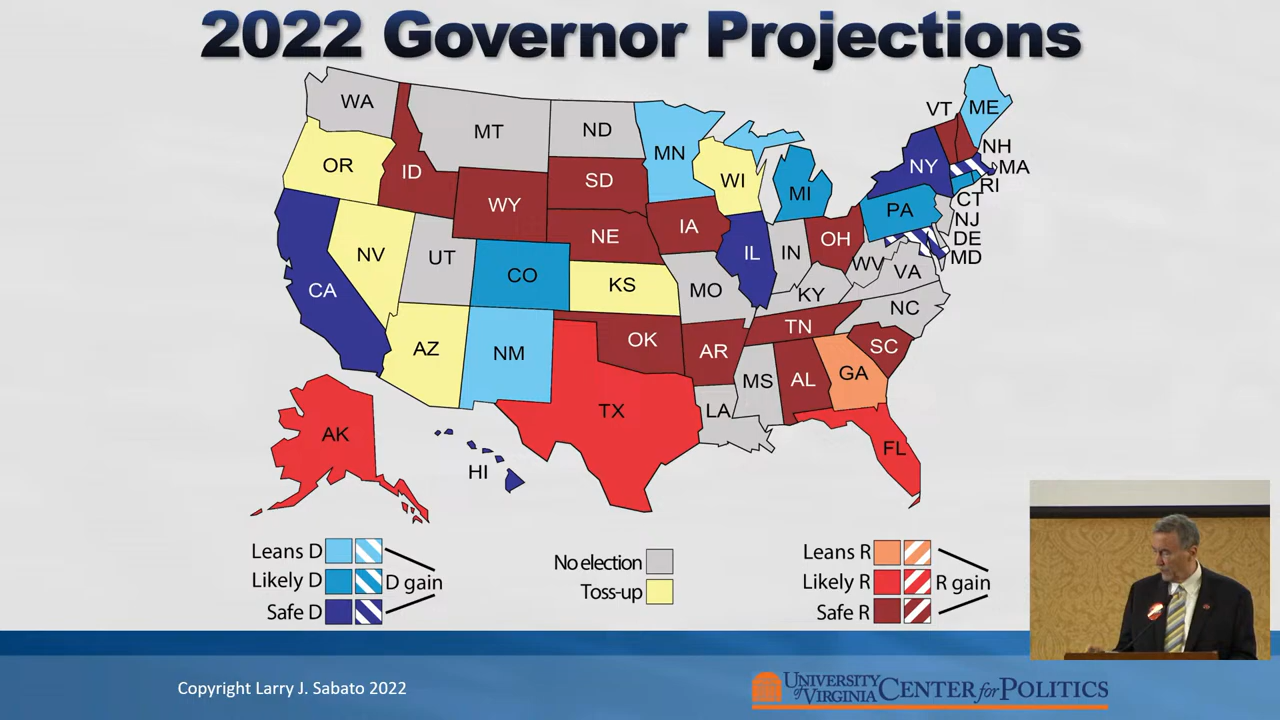 2022 Governor Projections
WA
MT
ND
MN
VT
ME
OR
ID
WY
SD
WI
MI
NY
NH
MA
RI
CT
NJ
DE
MD
PA
NV
UT
CO
NE
IA
IL
IN
OH
WV
VA
CA
AZ
NM
KS
MO
KY
NC
OK
AR
TN
SC
TX
LA
MS
AL
GA
FL
AK
HI
Leans D
Likely D
Safe D
D gain
No election
Toss-up
Leans R
Likely R
Safe R
R gain
Copyright Larry J. Sabato 2022
UNIVERSITY of VIRGINIA CENTER for POLITICS